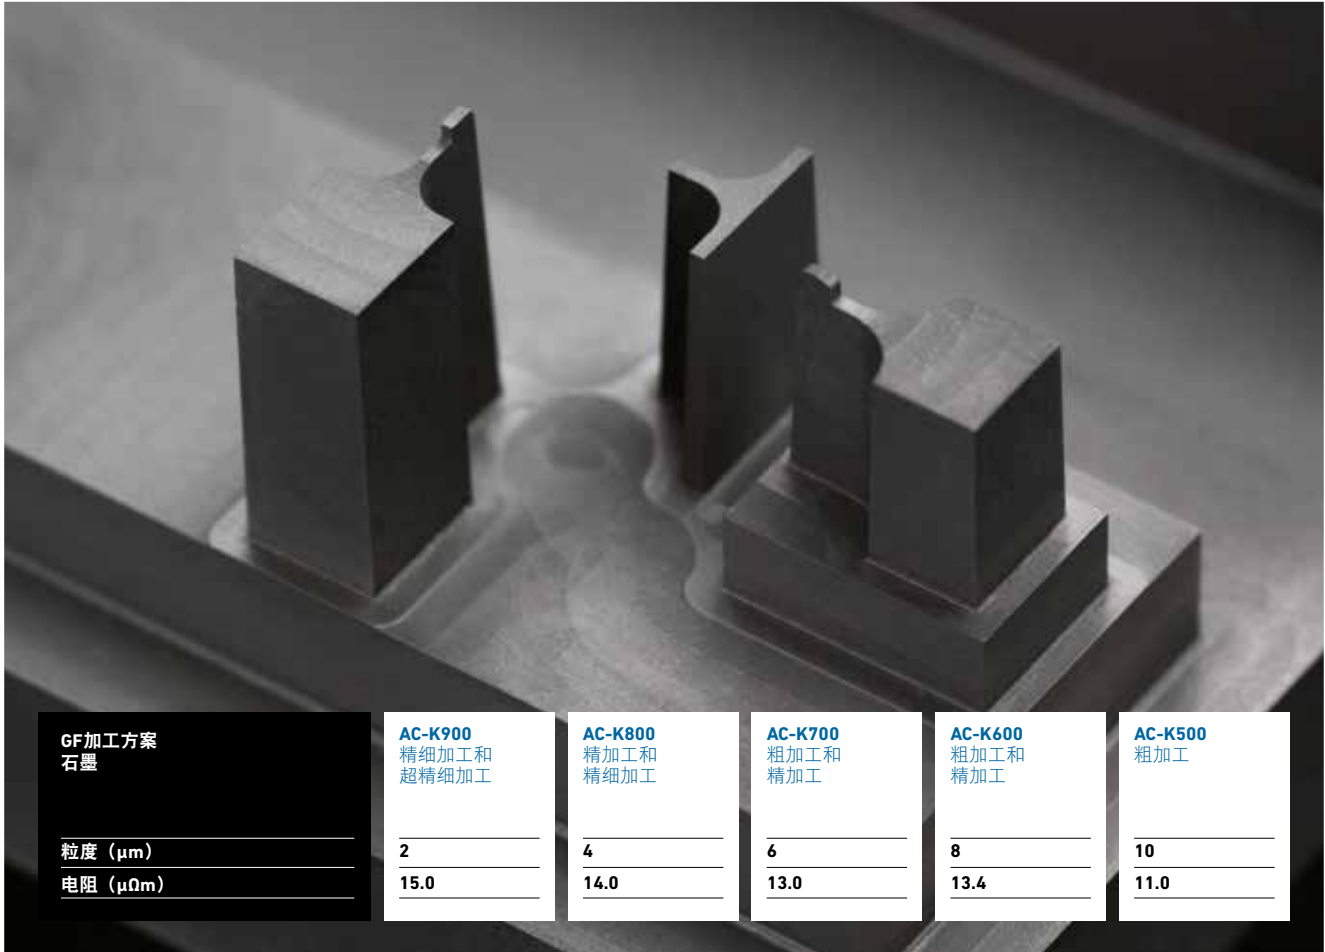 GF加工方案
石墨
粒度（μm）
电阻（μΩm）
AC-K900
精细加工和
超精细加工
2
15.0
AC-K800
精加工和
精细加工
4
14.0
AC-K700
粗加工和
精加工
6
13.0
AC-K600
粗加工和
精加工
8
13.4
AC-K500
粗加工
10
11.0